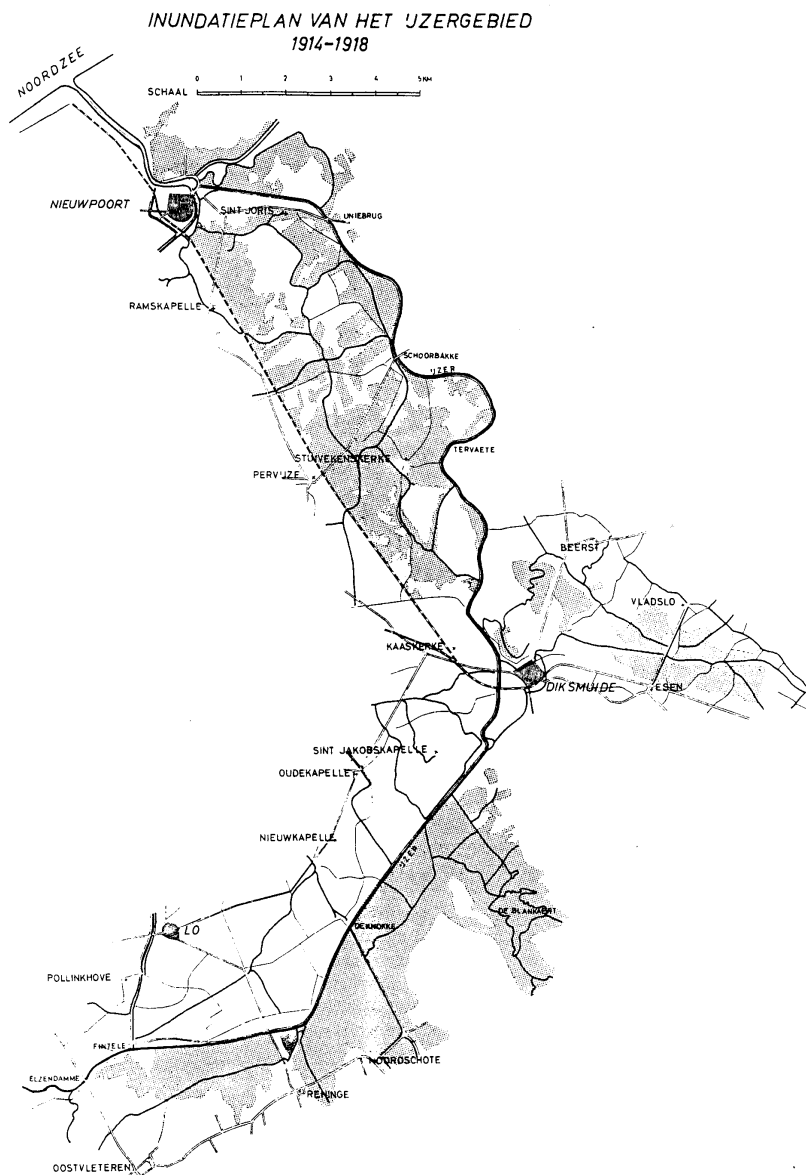 INUNDATIEPLAN VAN HET IJZERGEBIED
1914-1918
NOORDZEE
SCHAAL 0 1 2 3 4 5 KM
NIEUWPOORT
SINT JORIS
UNIEBRUG
RAMSKAPELLE
SCHOORBAKKE
IJZER
TERVAETE
STUIVEKENSKERKE
PERVIJZE
BEERST
VLADSLO
KAASKERKE
DIKSMUIDE
ESEN
SINT JAKOBSKAPELLE
OUDEKAPELLE
NIEUWKAPELLE
IJZER
DE BLANKAERT
DE KNOKKE
LO
POLLINKHOVE
FINTELE
NOORDSCHOTE
ELZENDAMME
RENINGE
OOSTVLETEREN